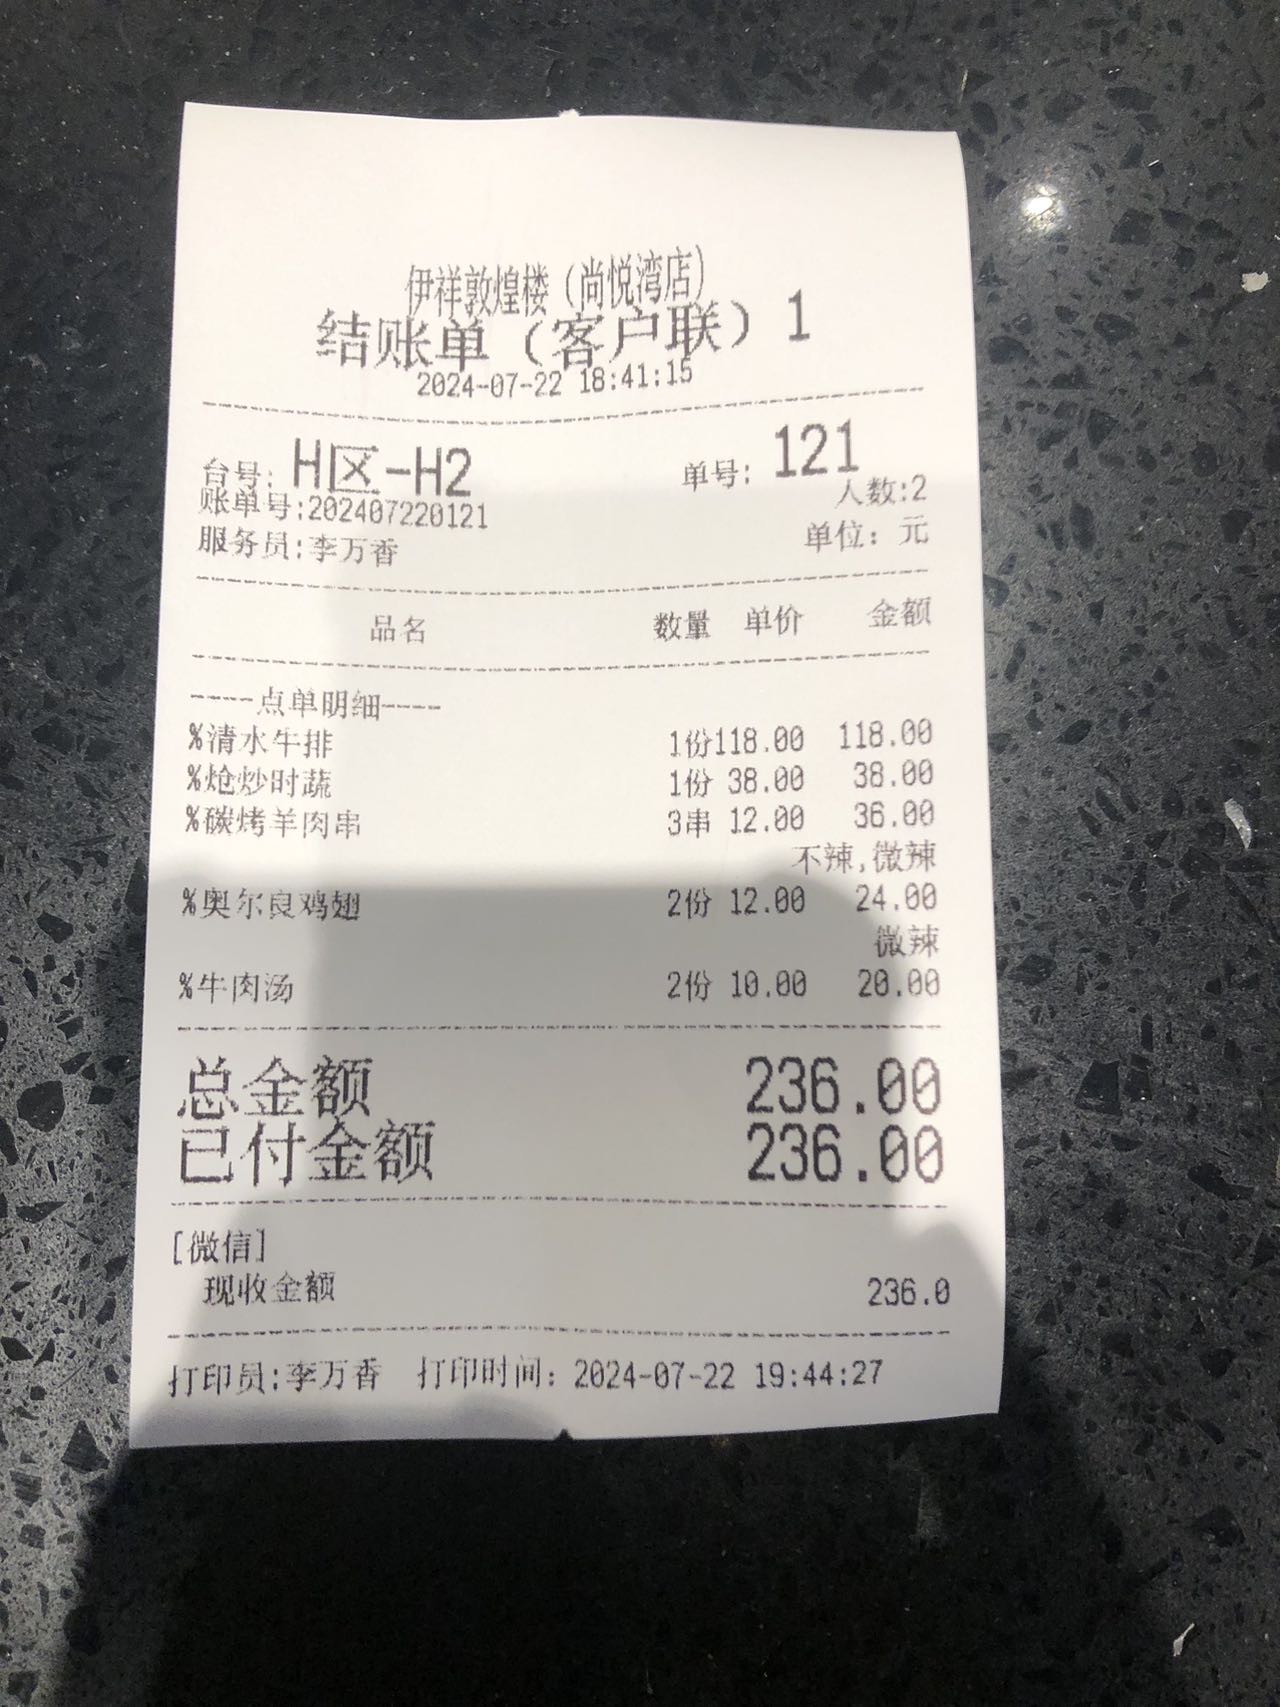 伊祥敦煌楼（尚悦湾店）
结账单（客户联）1
2024-07-22 18:41:15
台号: H区-H2 单号: 121
人数:2
账单号:202407220121
服务员:李万香 单位: 元
品名 数量 单价 金额
-----点单明细-----
%清水牛排 1份118.00 118.00
%炝炒时蔬 1份 38.00 38.00
%碳烤羊肉串 3串 12.00 36.00
不辣,微辣
%奥尔良鸡翅 2份 12.00 24.00
微辣
%牛肉汤 2份 10.00 20.00
总金额 236.00
已付金额 236.00
[微信]
现收金额 236.0
打印员:李万香 打印时间: 2024-07-22 19:44:27